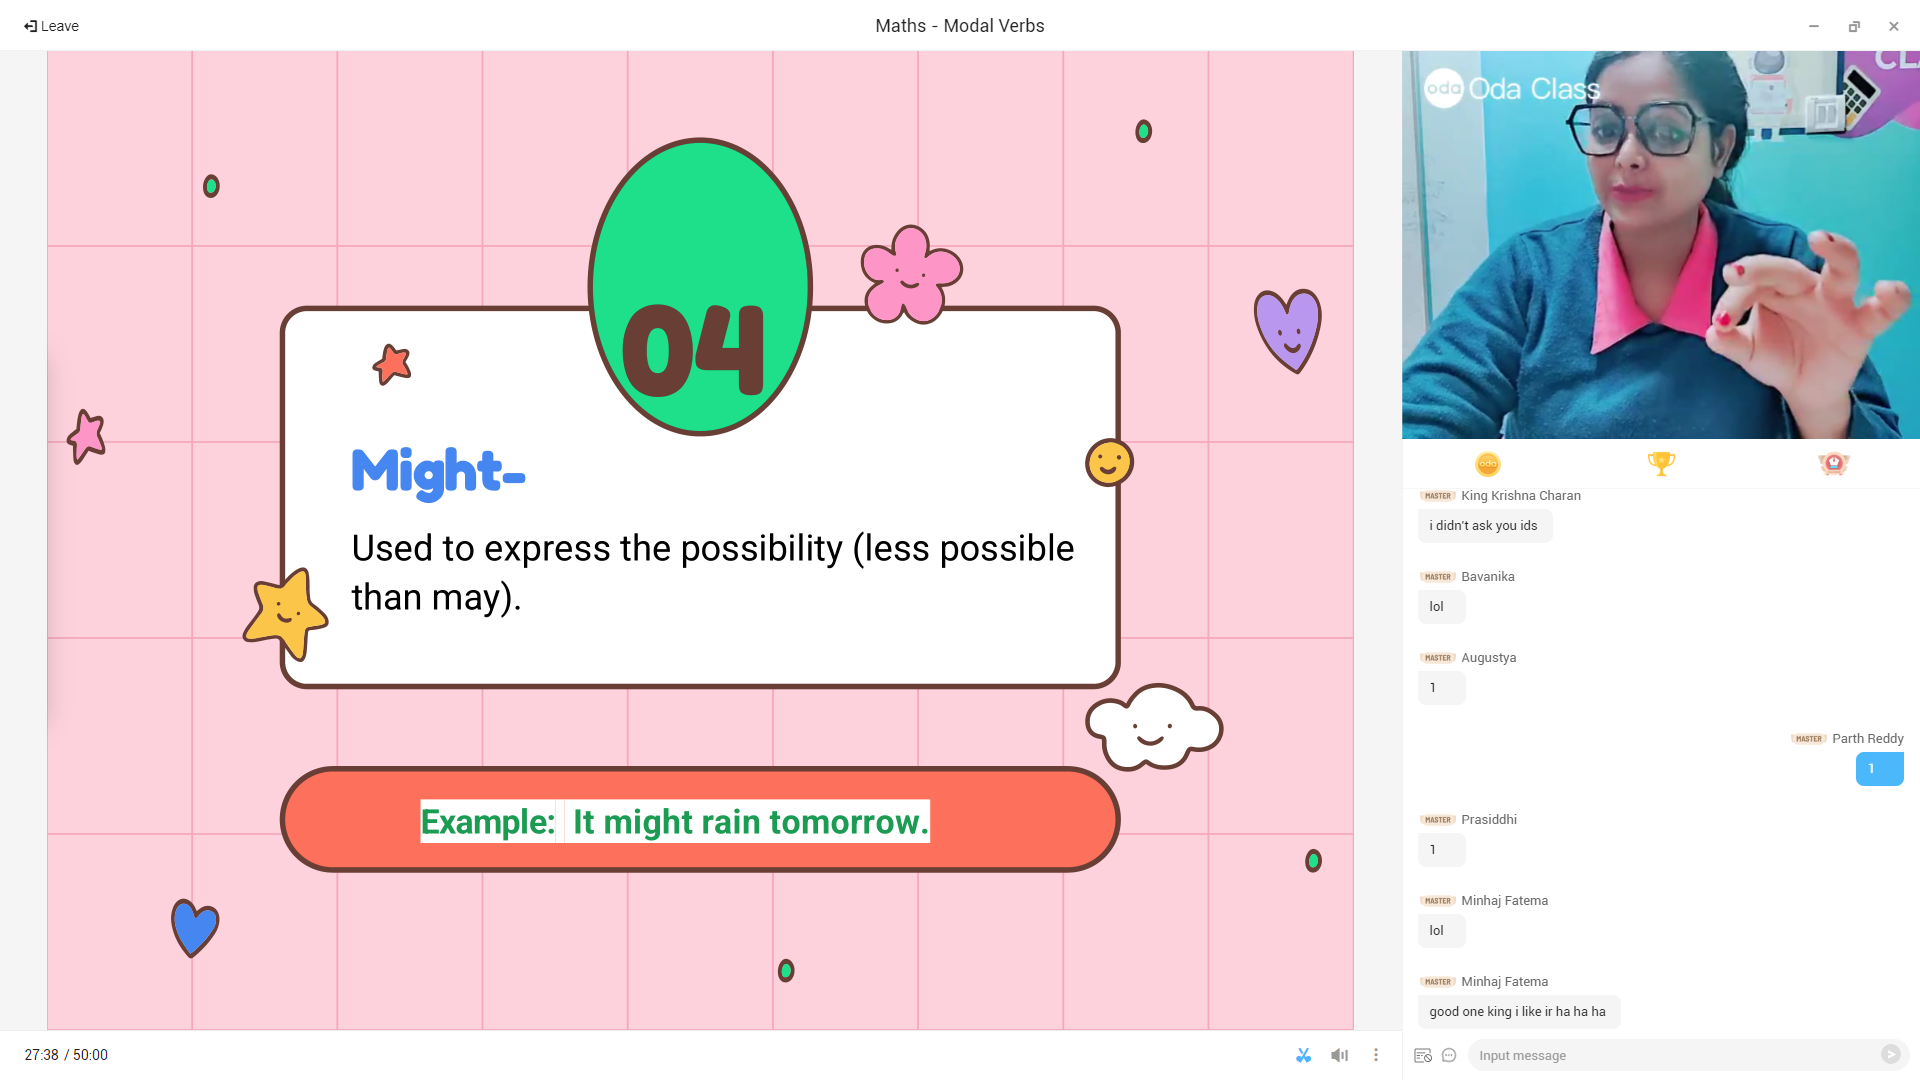 Leave
Maths - Modal Verbs
04
Might-
Used to express the possibility (less possible
than may).
Example: It might rain tomorrow.
27:38 / 50:00
oda Oda Class
CL
oda
MASTER King Krishna Charan
i didn't ask you ids
MASTER Bavanika
lol
MASTER Augustya
1
MASTER Parth Reddy
1
MASTER Prasiddhi
1
MASTER Minhaj Fatema
lol
MASTER Minhaj Fatema
good one king i like ir ha ha ha
Input message